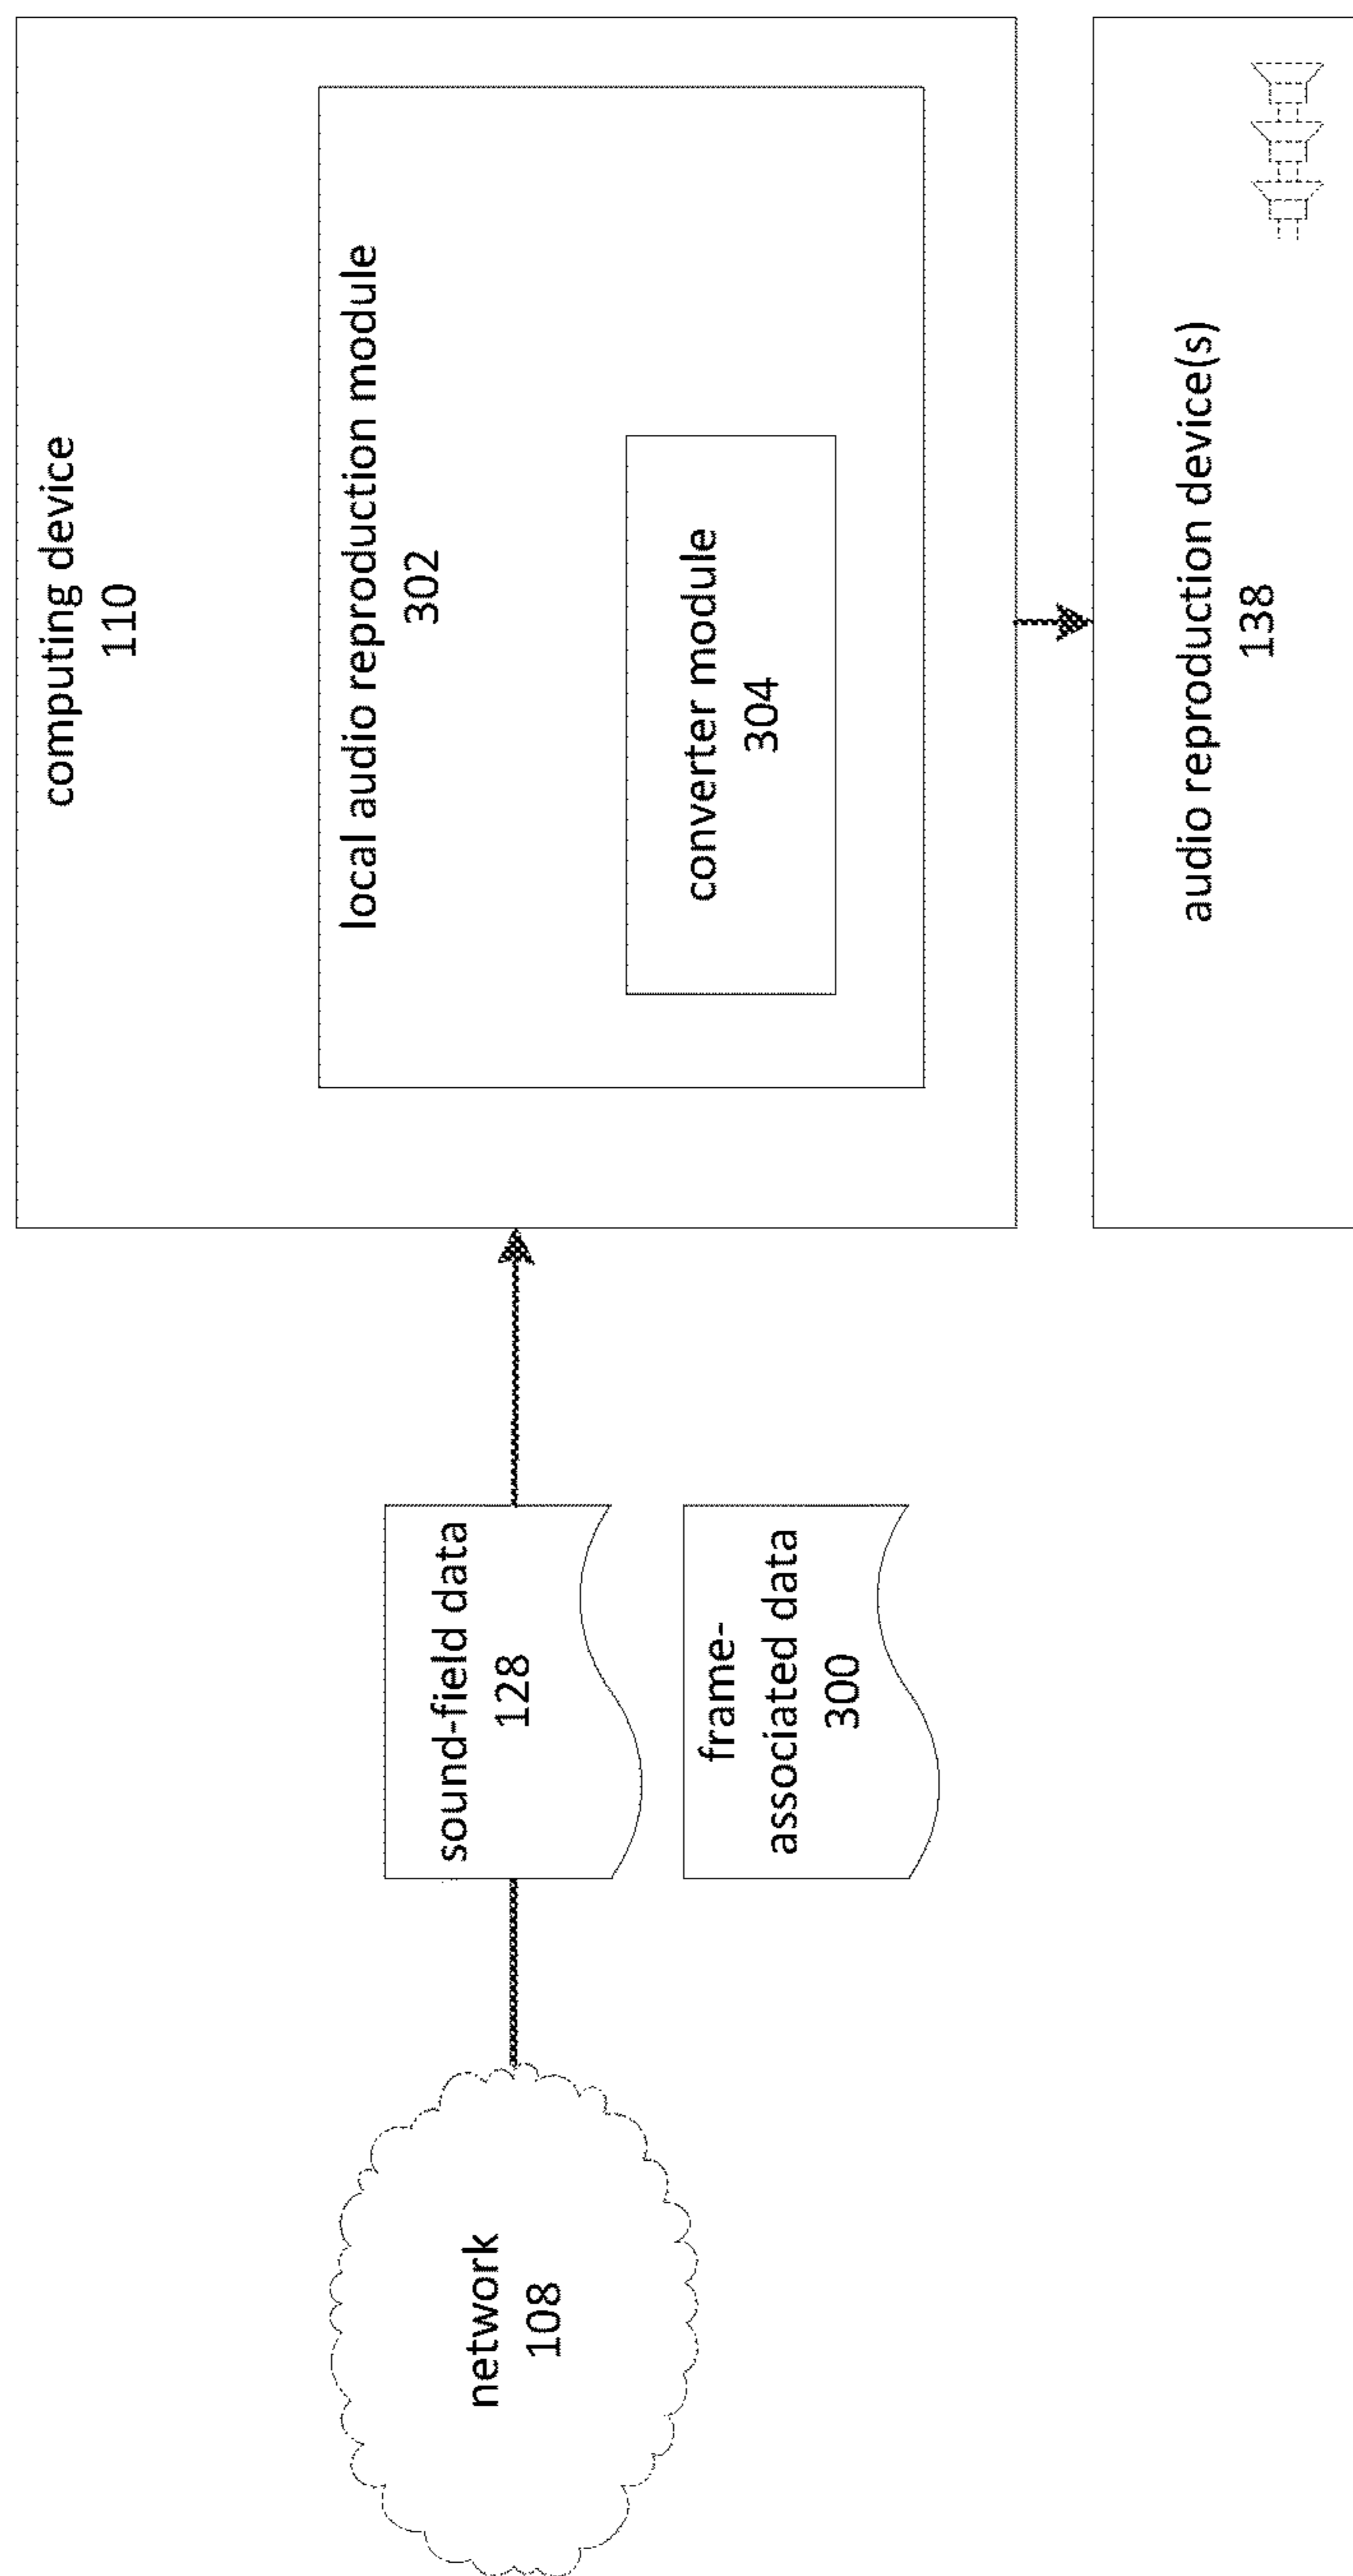 computing device
110
local audio reproduction module
302
converter module
304
network
108
sound-field data
128
frame-
associated data
300
audio reproduction device(s)
138